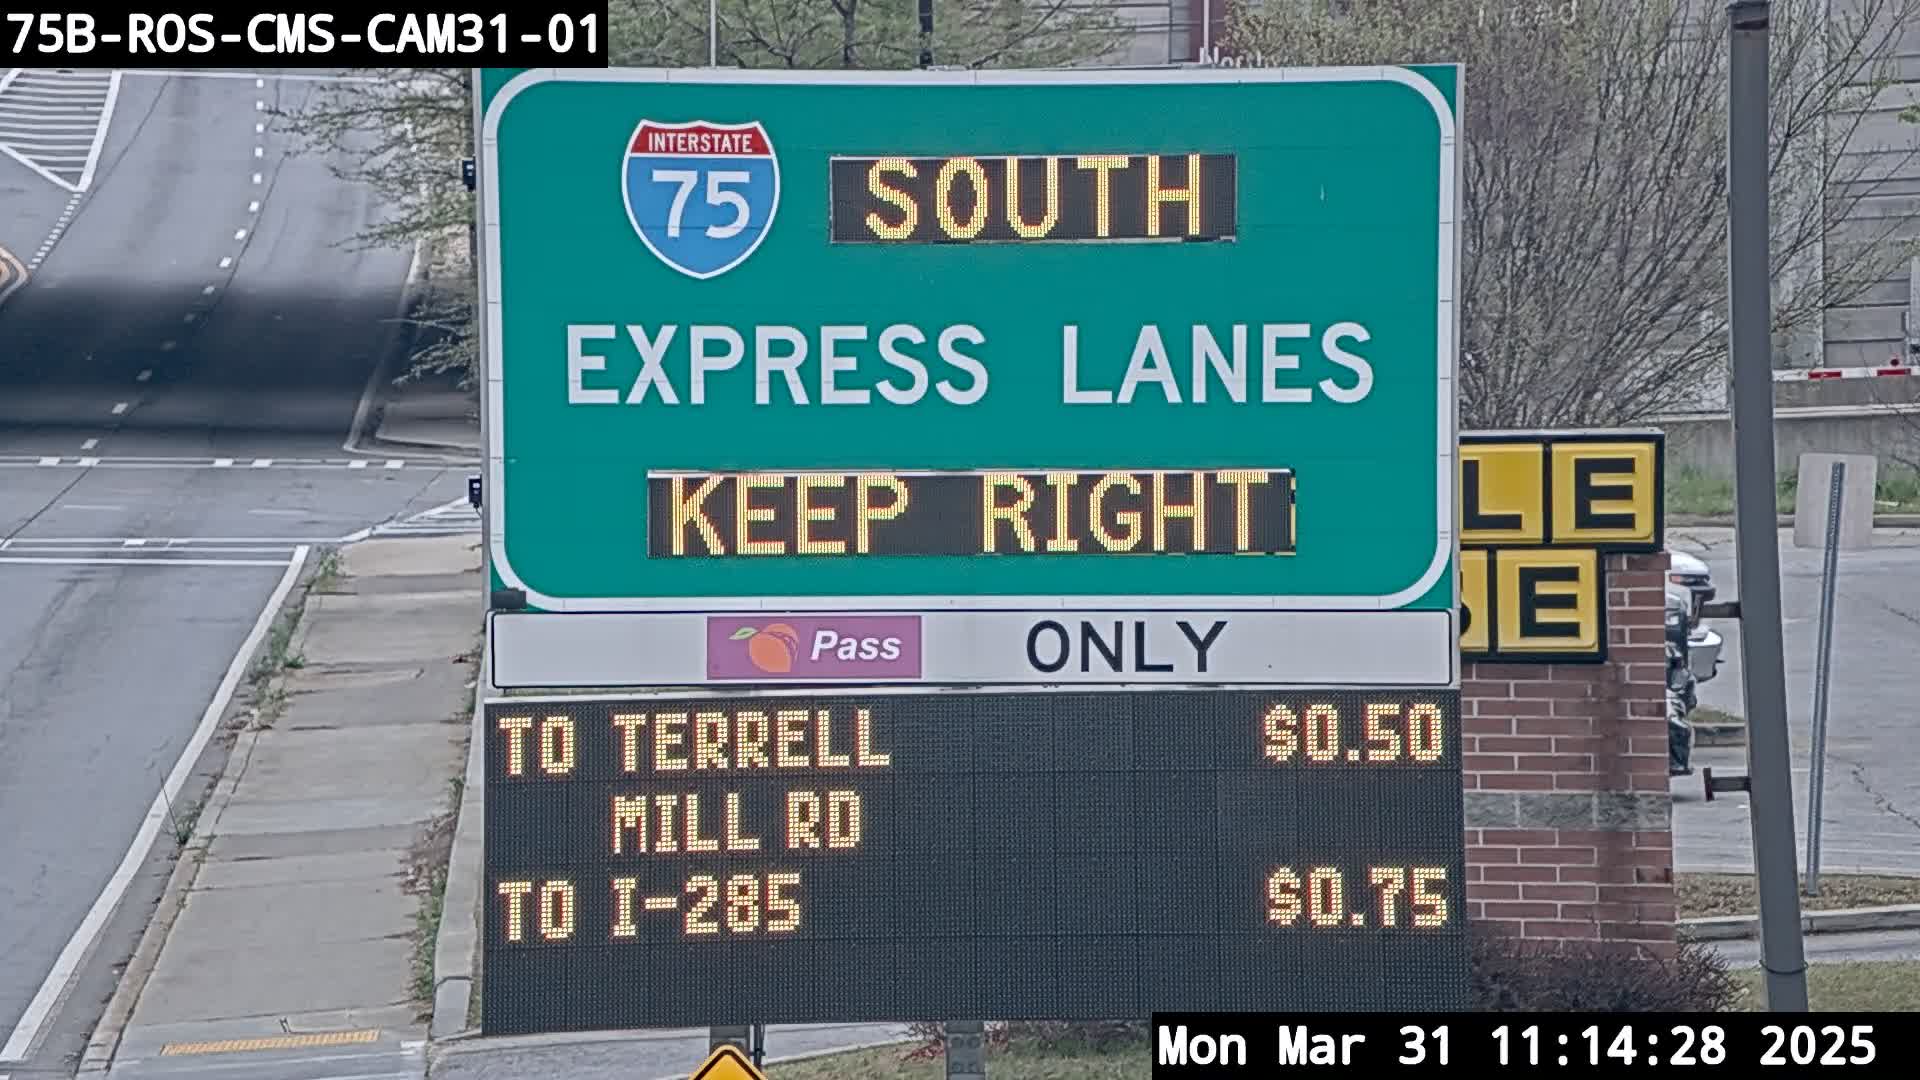 75B-ROS-CMS-CAM31-01
INTERSTATE
75
SOUTH
EXPRESS LANES
KEEP RIGHT
Pass ONLY
TO TERRELL $0.50
MILL RD
TO I-285 $0.75
LE
E
Mon Mar 31 11:14:28 2025